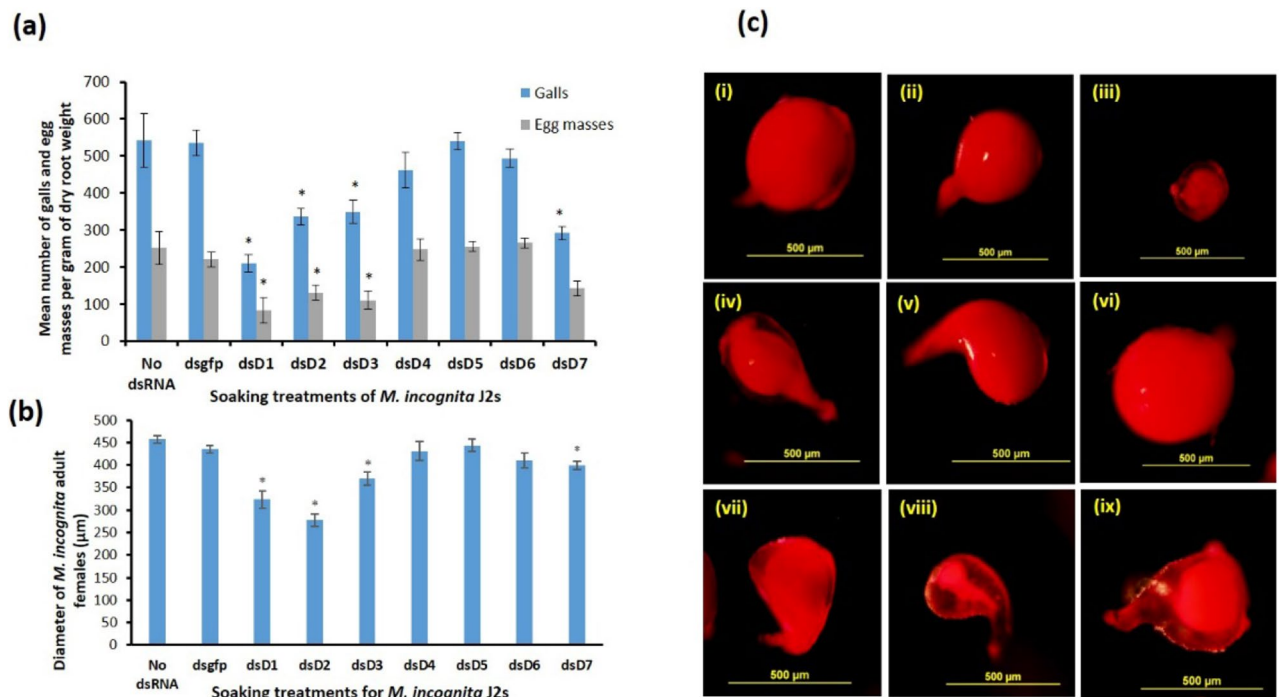 (a)
700
600
500
400
300
200
100
0
Mean number of galls and egg
masses per gram of dry root weight
Galls
Egg masses
* * * * * * *
No
dsRNA
dsgfp dsD1 dsD2 dsD3 dsD4 dsD5 dsD6 dsD7
Soaking treatments of M. incognita J2s
(b)
500
450
400
350
300
250
200
150
100
50
0
Diameter of M. incognita adult
females (µm)
* * * *
No
dsRNA
dsgfp dsD1 dsD2 dsD3 dsD4 dsD5 dsD6 dsD7
Soaking treatments for M. incognita J2s
(c)
(i) (ii) (iii)
500 µm 500 µm 500 µm
(iv) (v) (vi)
500 µm 500 µm 500 µm
(vii) (viii) (ix)
500 µm 500 µm 500 µm